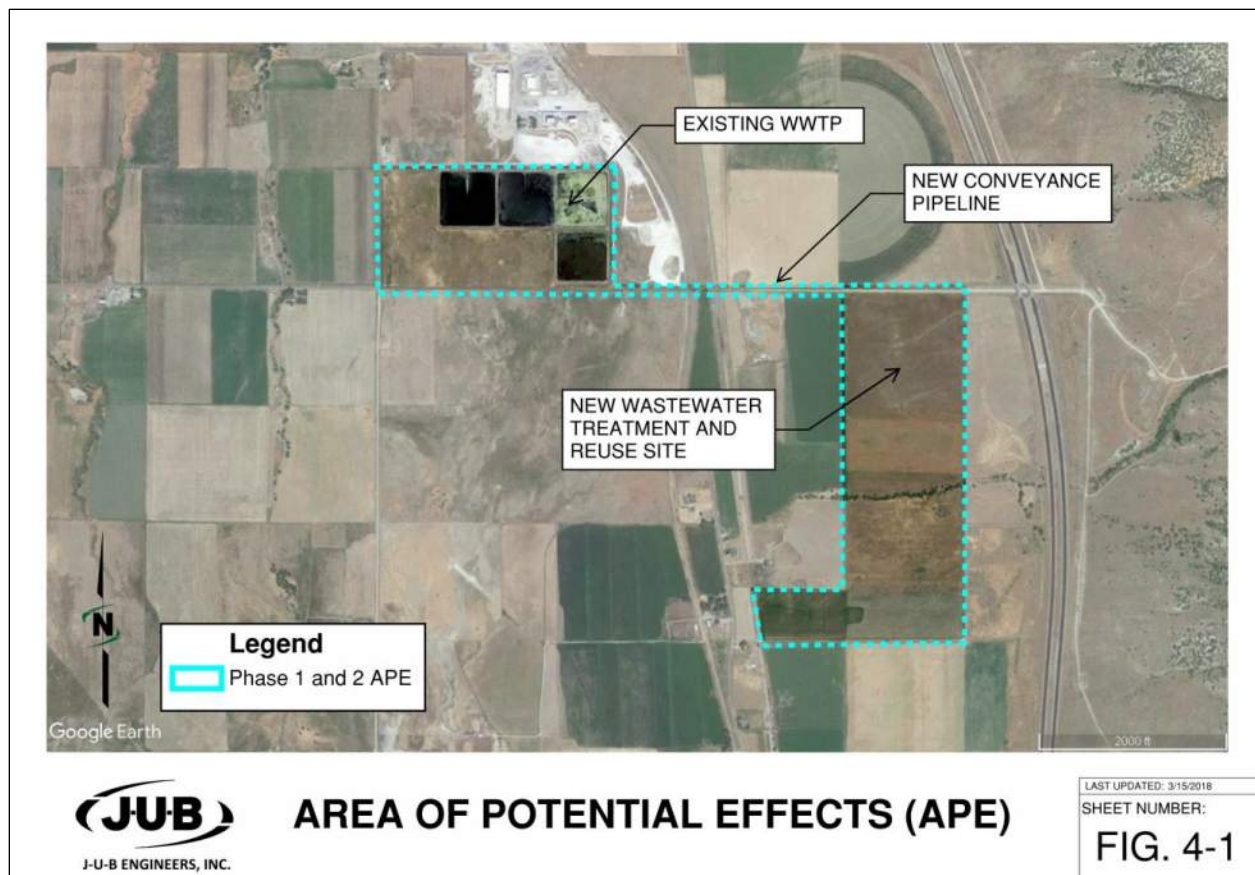 EXISTING WWTP
NEW CONVEYANCE
PIPELINE
NEW WASTEWATER
TREATMENT AND
REUSE SITE
N
Legend
Phase 1 and 2 APE
Google Earth
2000 ft
J·U·B
J-U-B ENGINEERS, INC.
AREA OF POTENTIAL EFFECTS (APE)
LAST UPDATED: 3/15/2018
SHEET NUMBER:
FIG. 4-1